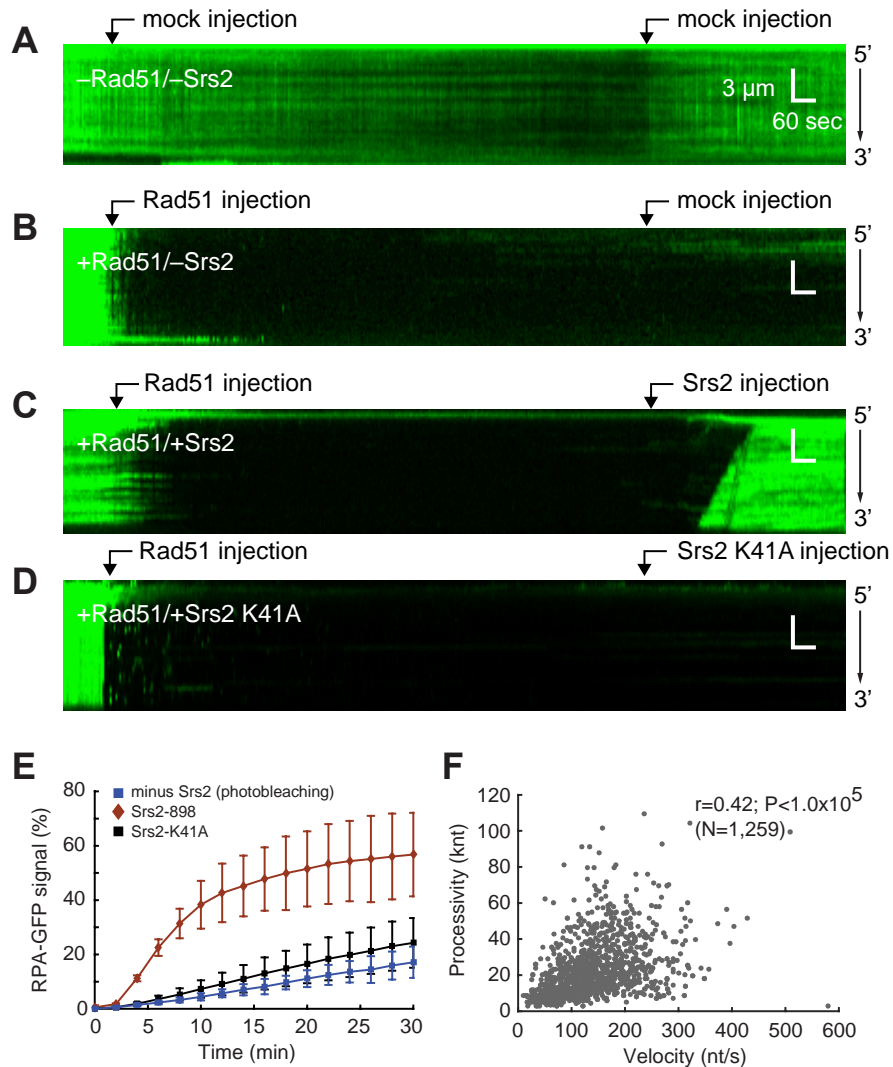 A
mock injection
mock injection
–Rad51/–Srs2
3 µm
60 sec
5’
3’
B
Rad51 injection
mock injection
+Rad51/–Srs2
5’
3’
C
Rad51 injection
Srs2 injection
+Rad51/+Srs2
5’
3’
D
Rad51 injection
Srs2 K41A injection
+Rad51/+Srs2 K41A
5’
3’
E
minus Srs2 (photobleaching)
Srs2-898
Srs2-K41A
RPA-GFP signal (%)
80
60
40
20
0
0 5 10 15 20 25 30
Time (min)
F
r=0.42; P<1.0x10⁵
(N=1,259)
Processivity (knt)
120
100
80
60
40
20
0
0 100 200 300 400 500 600
Velocity (nt/s)